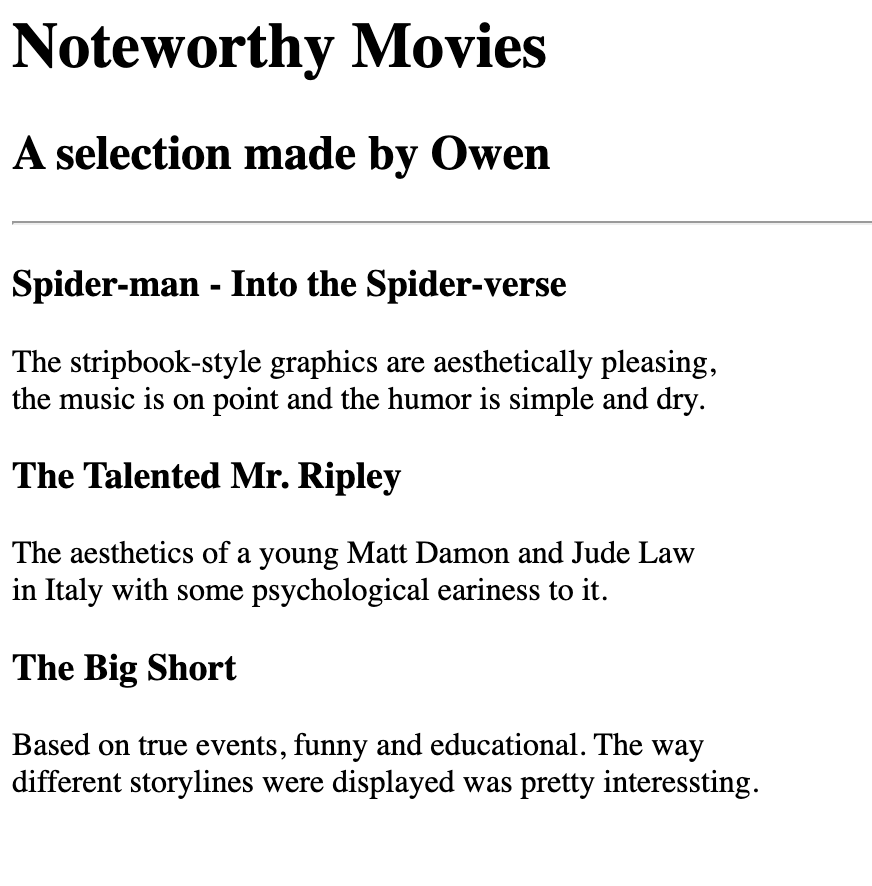 Noteworthy Movies
A selection made by Owen
Spider-man - Into the Spider-verse
The stripbook-style graphics are aesthetically pleasing,
the music is on point and the humor is simple and dry.
The Talented Mr. Ripley
The aesthetics of a young Matt Damon and Jude Law
in Italy with some psychological eariness to it.
The Big Short
Based on true events, funny and educational. The way
different storylines were displayed was pretty interessting.